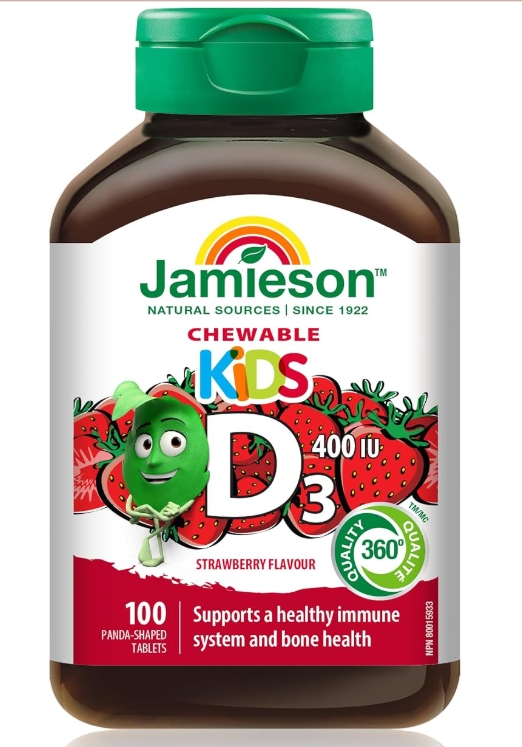 Jamieson™
NATURAL SOURCES | SINCE 1922
CHEWABLE
KiDS
D3
400 IU
TM/MC
QUALITY 360° QUALITÉ
STRAWBERRY FLAVOUR
100
PANDA-SHAPED
TABLETS
Supports a healthy immune
system and bone health
NPN 80015933